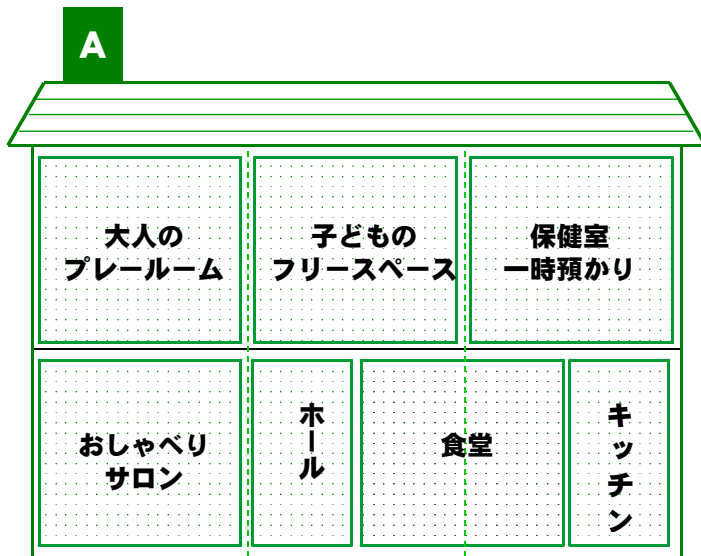 A
大人の
プレールーム
子どもの
フリースペース
保健室
一時預かり
おしゃべり
サロン
ホール
食堂
キッチン